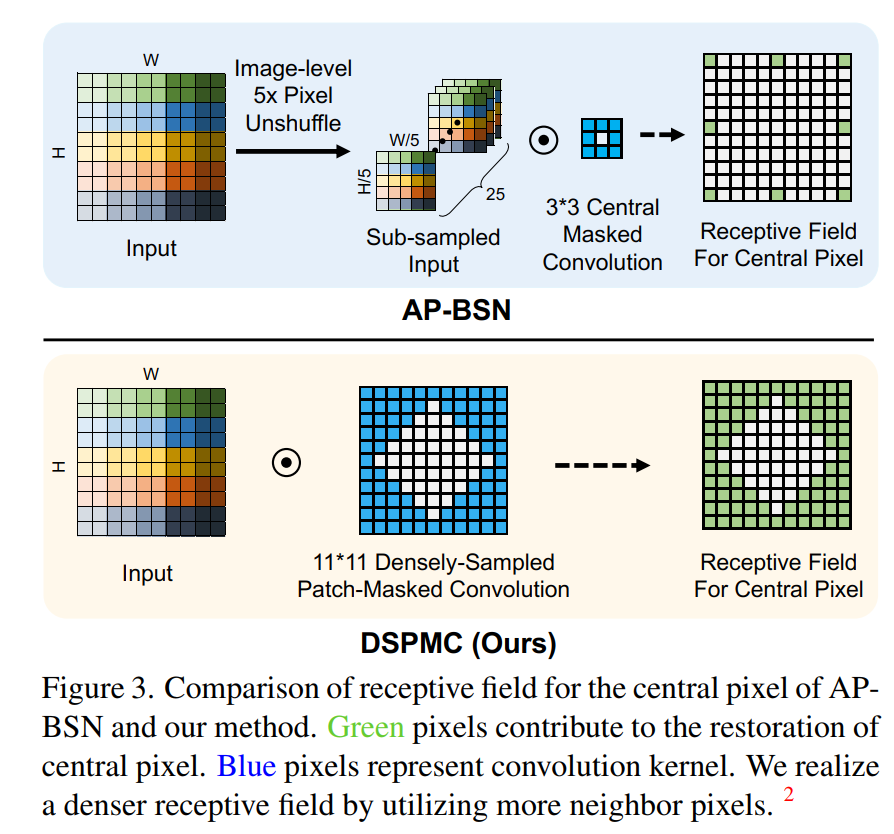 W
H
Input
Image-level
5x Pixel
Unshuffle
W/5
H/5
25
Sub-sampled
Input
3*3 Central
Masked
Convolution
Receptive Field
For Central Pixel
AP-BSN
W
H
Input
11*11 Densely-Sampled
Patch-Masked Convolution
Receptive Field
For Central Pixel
DSPMC (Ours)
Figure 3. Comparison of receptive field for the central pixel of AP-
BSN and our method. Green pixels contribute to the restoration of
central pixel. Blue pixels represent convolution kernel. We realize
a denser receptive field by utilizing more neighbor pixels. 2